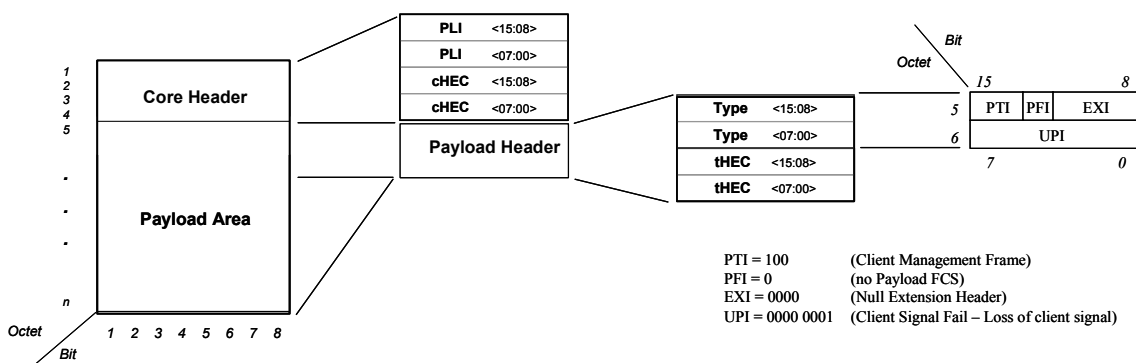 PLI <15:08>
PLI <07:00>
cHEC <15:08>
cHEC <07:00>
Core Header
1
2
3
4
5
.
.
.
n
Payload Area
Octet
Bit
1 2 3 4 5 6 7 8
Payload Header
Type <15:08>
Type <07:00>
tHEC <15:08>
tHEC <07:00>
Bit
Octet
15 8
5 PTI PFI EXI
6 UPI
7 0
PTI = 100 (Client Management Frame)
PFI = 0 (no Payload FCS)
EXI = 0000 (Null Extension Header)
UPI = 0000 0001 (Client Signal Fail – Loss of client signal)